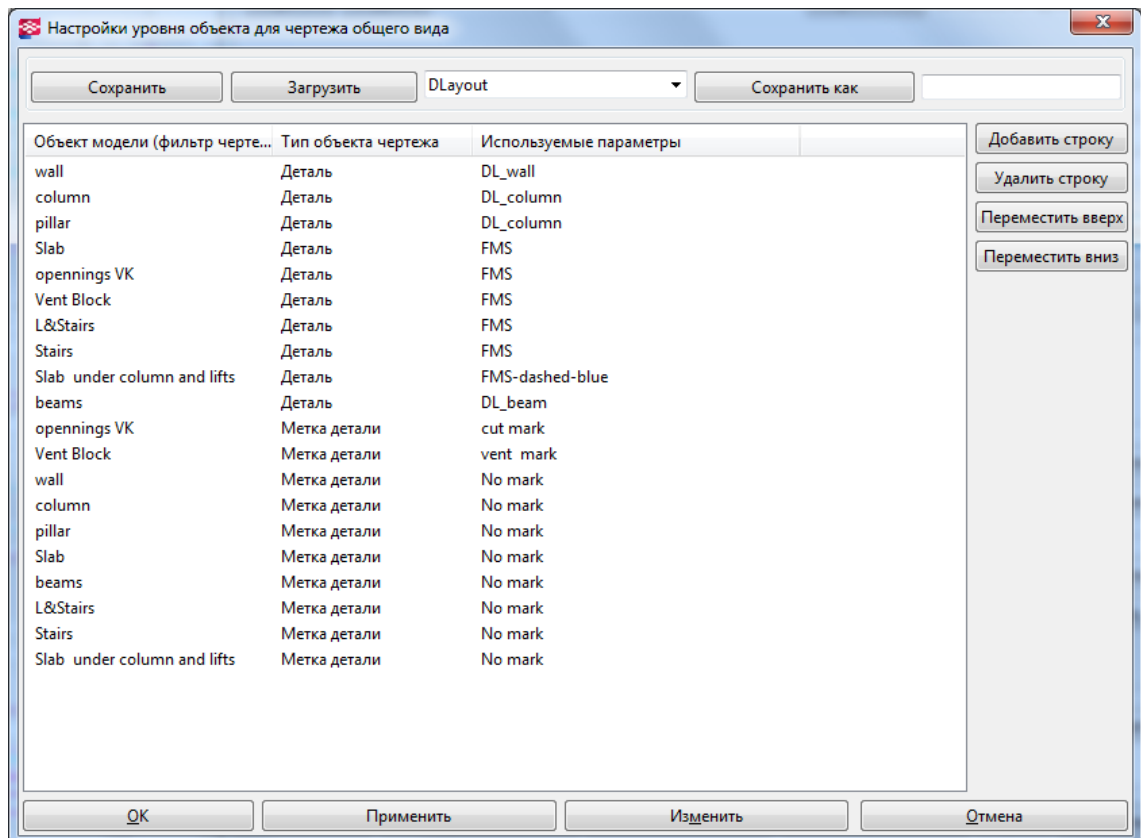 Настройки уровня объекта для чертежа общего вида
Сохранить Загрузить DLayout Сохранить как
Объект модели (фильтр черте... Тип объекта чертежа Используемые параметры
Добавить строку
Удалить строку
Переместить вверх
Переместить вниз
wall Деталь DL_wall
column Деталь DL_column
pillar Деталь DL_column
Slab Деталь FMS
opennings VK Деталь FMS
Vent Block Деталь FMS
L&Stairs Деталь FMS
Stairs Деталь FMS
Slab under column and lifts Деталь FMS-dashed-blue
beams Деталь DL_beam
opennings VK Метка детали cut mark
Vent Block Метка детали vent mark
wall Метка детали No mark
column Метка детали No mark
pillar Метка детали No mark
Slab Метка детали No mark
beams Метка детали No mark
L&Stairs Метка детали No mark
Stairs Метка детали No mark
Slab under column and lifts Метка детали No mark
OK Применить Изменить Отмена